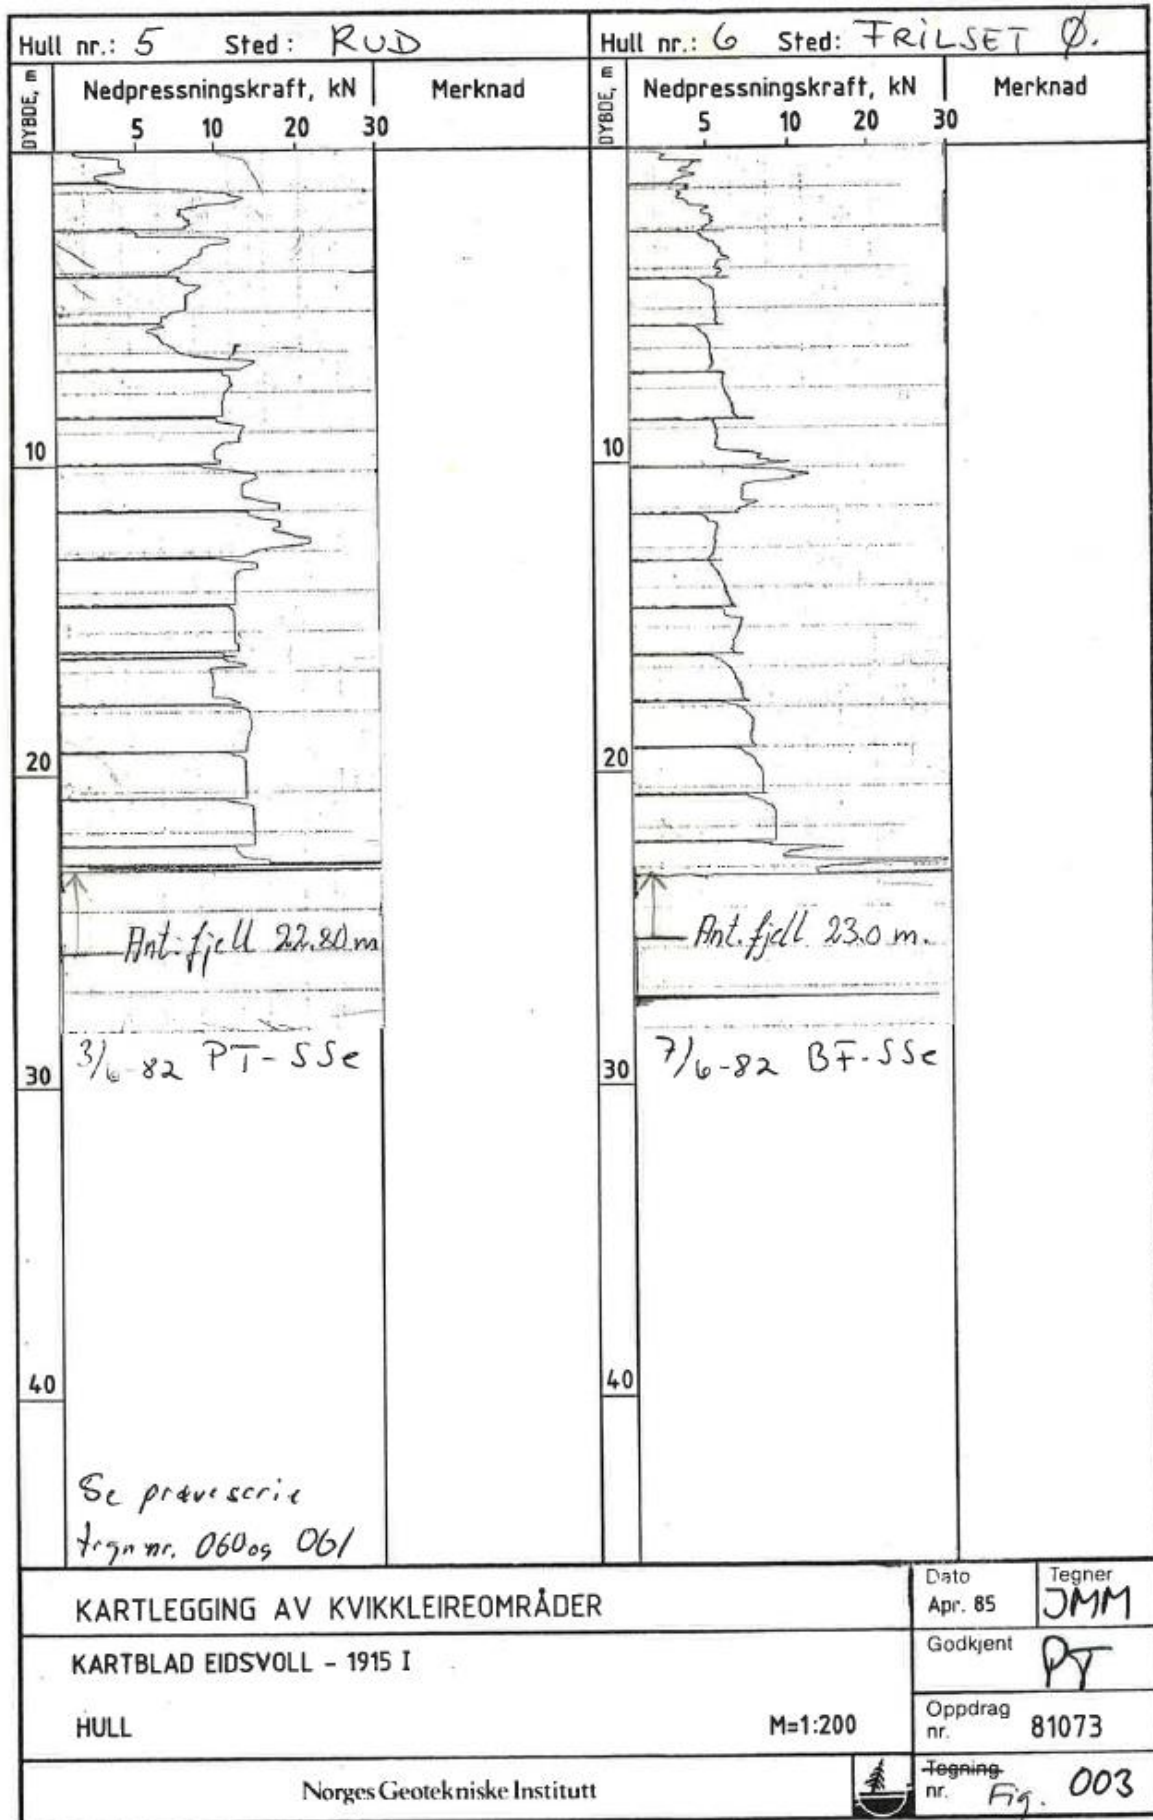 Hull nr.: 5 Sted: RUD
DYBDE, m
Nedpressningskraft, kN
Merknad
5 10 20 30
10
20
Ant. fjell 22.80 m
3/6-82 PT-SSe
30
40
Se prøveserie
tegn nr. 060 og 061
Hull nr.: 6 Sted: FRILSET Ø.
DYBDE, m
Nedpressningskraft, kN
Merknad
5 10 20 30
10
20
Ant. fjell 23.0 m.
7/6-82 BF-SSe
30
40
KARTLEGGING AV KVIKKLEIREOMRÅDER
KARTBLAD EIDSVOLL - 1915 I
HULL M=1:200
Norges Geotekniske Institutt
Dato
Apr. 85
Tegner
JMM
Godkjent
PT
Oppdrag
nr. 81073
Tegning
nr. Fig. 003